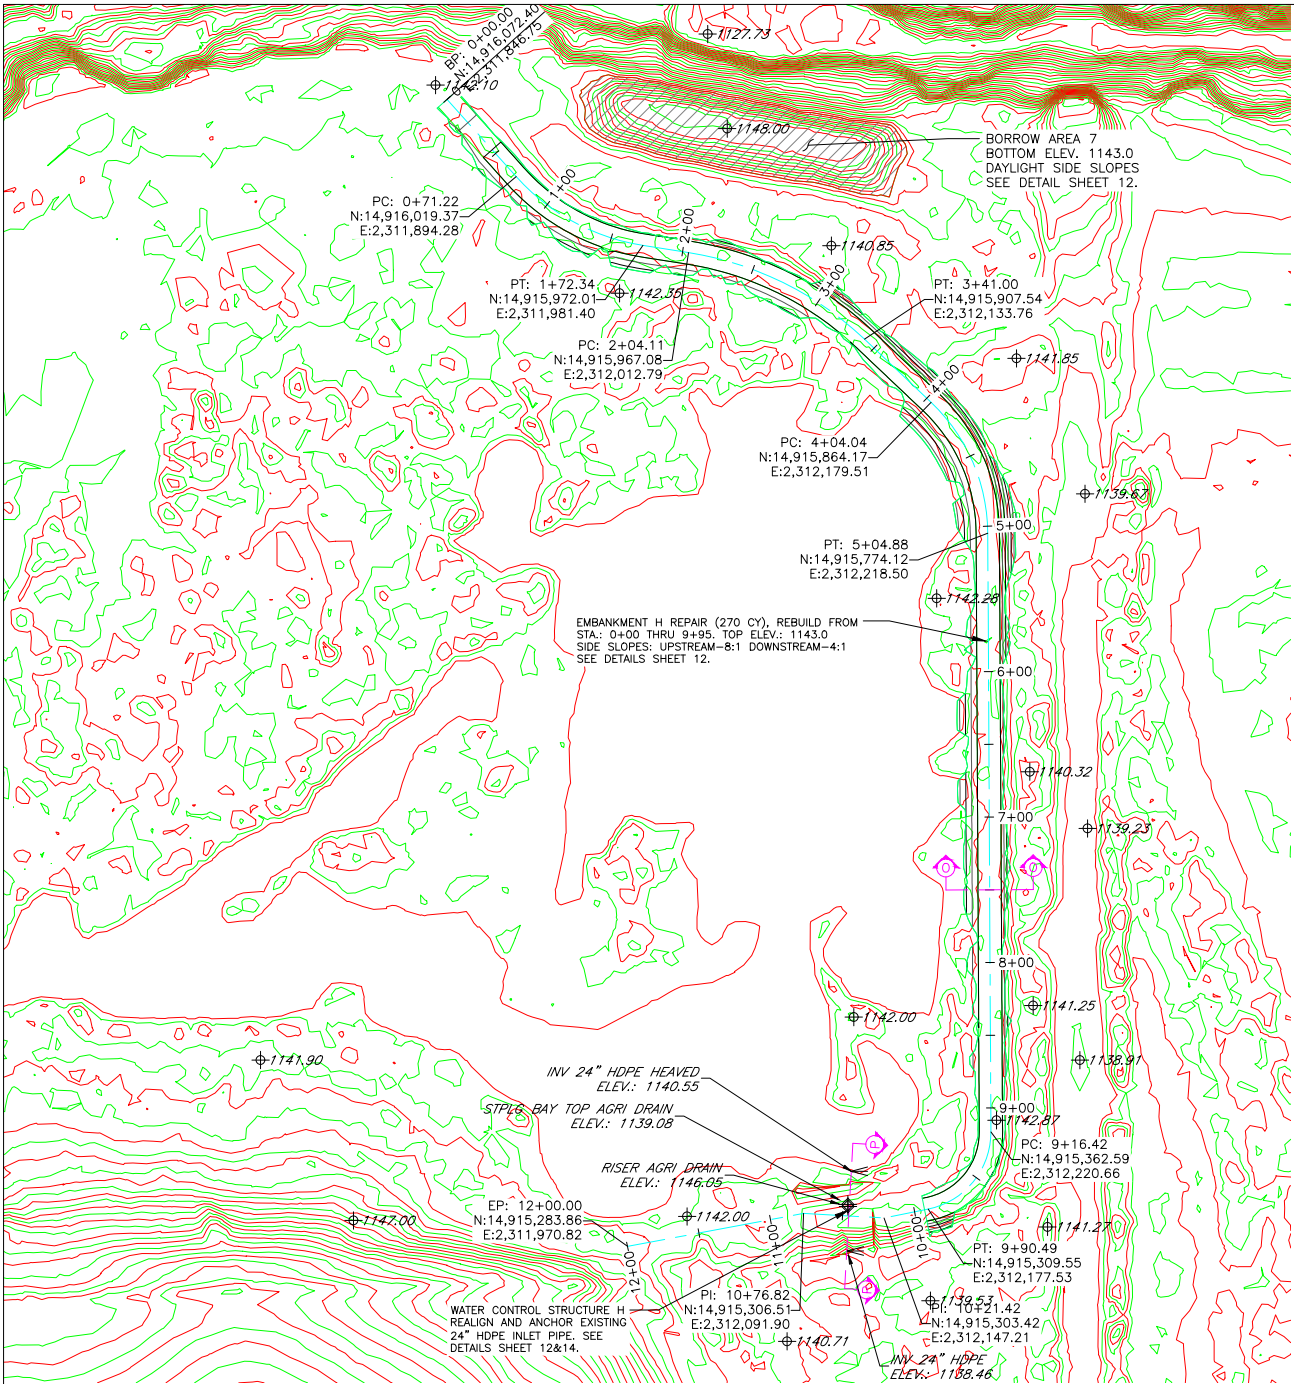 BP: 0+00.00
N:14,916,072.40
E:2,311,846.75
1127.73
1142.10
1148.00
BORROW AREA 7
BOTTOM ELEV. 1143.0
DAYLIGHT SIDE SLOPES
SEE DETAIL SHEET 12.
1+00
PC: 0+71.22
N:14,916,019.37
E:2,311,894.28
2+00
1140.85
3+00
PT: 1+72.34
N:14,915,972.01
E:2,311,981.40
1142.35
PT: 3+41.00
N:14,915,907.54
E:2,312,133.76
PC: 2+04.11
N:14,915,967.08
E:2,312,012.79
1141.85
4+00
PC: 4+04.04
N:14,915,864.17
E:2,312,179.51
1139.67
5+00
PT: 5+04.88
N:14,915,774.12
E:2,312,218.50
1142.28
EMBANKMENT H REPAIR (270 CY), REBUILD FROM
STA.: 0+00 THRU 9+95. TOP ELEV.: 1143.0
SIDE SLOPES: UPSTREAM-8:1 DOWNSTREAM-4:1
SEE DETAILS SHEET 12.
6+00
1140.32
7+00
1139.23
O
O
8+00
1141.25
1142.00
1141.90
1138.91
INV 24" HDPE HEAVED
ELEV.: 1140.55
STPLG BAY TOP AGRI DRAIN
ELEV.: 1139.08
9+00
1142.87
P
PC: 9+16.42
N:14,915,362.59
E:2,312,220.66
RISER AGRI DRAIN
ELEV.: 1146.05
EP: 12+00.00
N:14,915,283.86
E:2,311,970.82
1147.00
1142.00
1141.27
12+00
11+00
10+00
PT: 9+90.49
N:14,915,309.55
E:2,312,177.53
PI: 10+76.82
N:14,915,306.51
E:2,312,091.90
1139.53
PI: 10+21.42
N:14,915,303.42
E:2,312,147.21
WATER CONTROL STRUCTURE H
REALIGN AND ANCHOR EXISTING
24" HDPE INLET PIPE. SEE
DETAILS SHEET 12&14.
1140.71
INV 24" HDPE
ELEV.: 1138.46